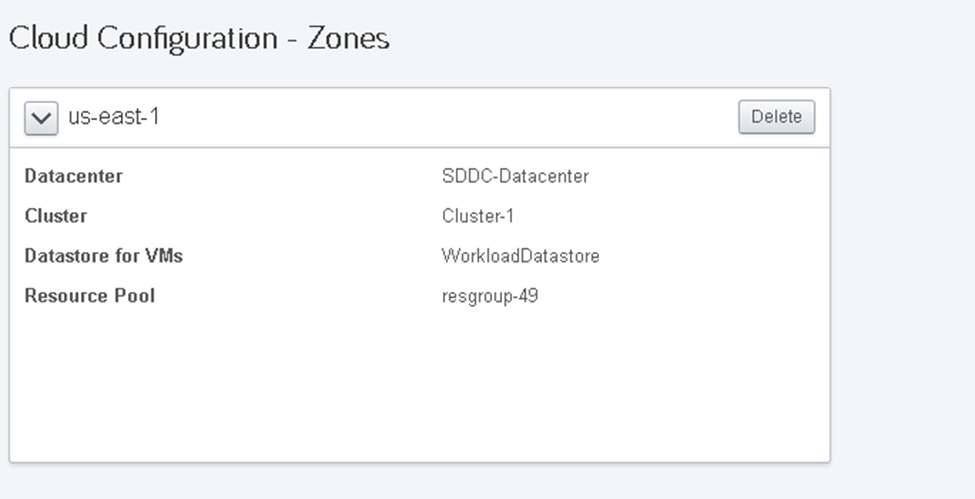 Cloud Configuration - Zones
us-east-1 Delete
Datacenter SDDC-Datacenter
Cluster Cluster-1
Datastore for VMs WorkloadDatastore
Resource Pool resgroup-49